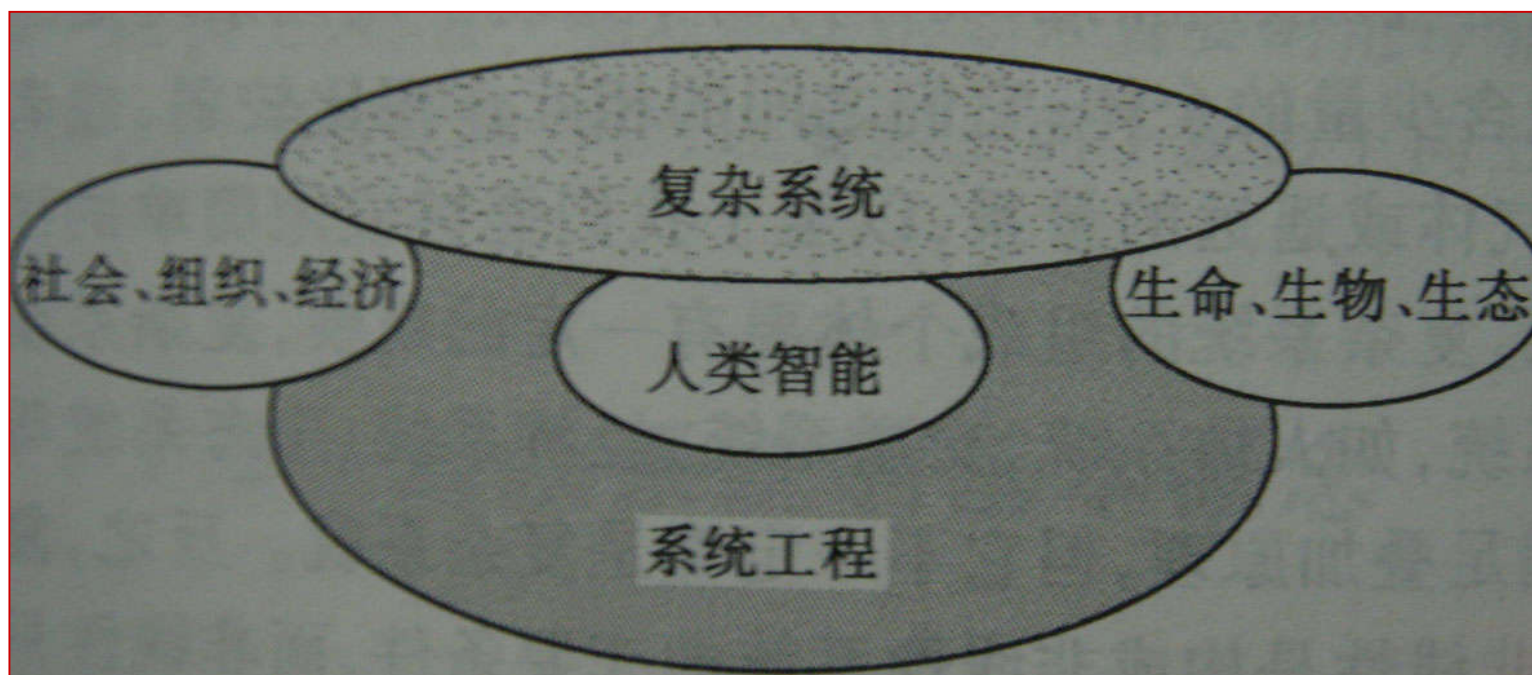 复杂系统
社会、组织、经济
生命、生物、生态
人类智能
系统工程